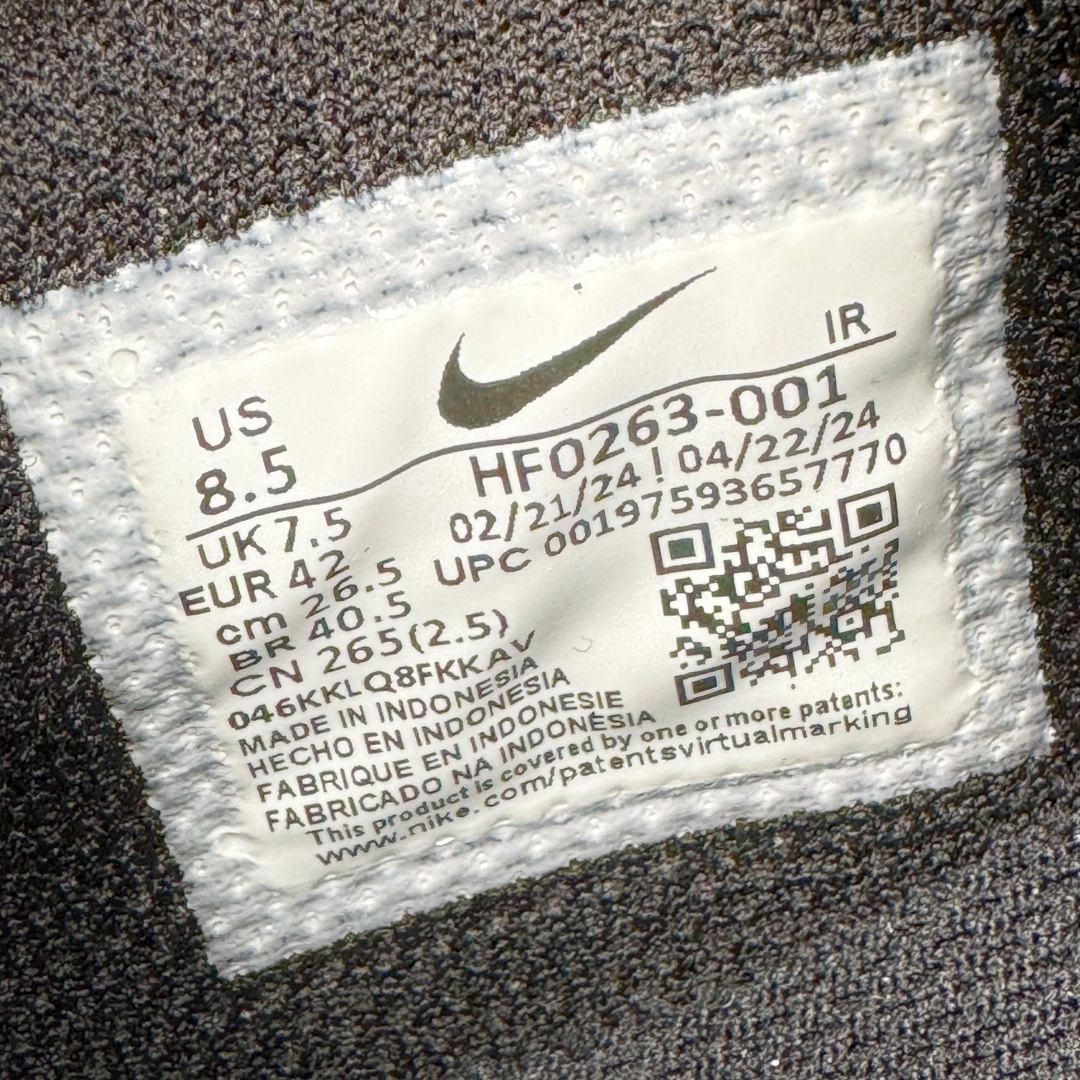 US
8.5
IR
HF0263-001
02/21/24 | 04/22/24
UPC 00197593657770
UK 7.5
EUR 42
cm 26.5
BR 40.5
CN 265(2.5)
046KKLQ8FKKAV
MADE IN INDONESIA
HECHO EN INDONESIA
FABRIQUE EN INDONESIE
FABRICADO NA INDONÈSIA
This product is covered by one or more patents:
www.nike.com/patentsvirtualmarking